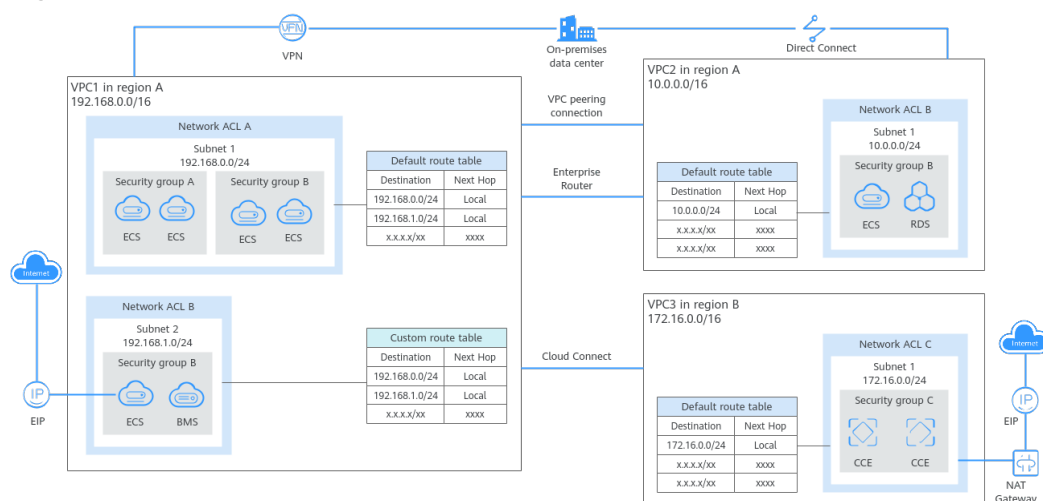 VPN
VPN
On-premises
data center
Direct Connect
VPC1 in region A
192.168.0.0/16
Network ACL A
Subnet 1
192.168.0.0/24
Security group A
ECS
ECS
Security group B
ECS
ECS
Default route table
Destination
Next Hop
192.168.0.0/24
Local
192.168.1.0/24
Local
x.x.x.x/xx
xxxx
Network ACL B
Subnet 2
192.168.1.0/24
Security group B
ECS
BMS
Custom route table
Destination
Next Hop
192.168.0.0/24
Local
192.168.1.0/24
Local
x.x.x.x/xx
xxxx
Internet
IP
EIP
VPC peering
connection
Enterprise
Router
Cloud Connect
VPC2 in region A
10.0.0.0/16
Default route table
Destination
Next Hop
10.0.0.0/24
Local
x.x.x.x/xx
xxxx
x.x.x.x/xx
xxxx
Network ACL B
Subnet 1
10.0.0.0/24
Security group B
ECS
RDS
VPC3 in region B
172.16.0.0/16
Default route table
Destination
Next Hop
172.16.0.0/24
Local
x.x.x.x/xx
xxxx
x.x.x.x/xx
xxxx
Network ACL C
Subnet 1
172.16.0.0/24
Security group C
CCE
CCE
Internet
IP
EIP
NAT
Gateway